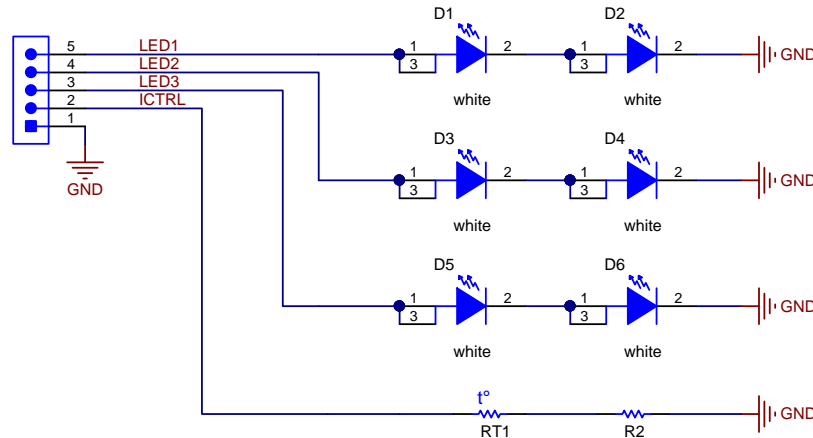 D1 D2
5 LED1 1 2 1 2 GND
4 LED2 3 3
3 LED3 white white
2 ICTRL
1
D3 D4
GND 1 2 1 2 GND
3 3
white white
D5 D6
1 2 1 2 GND
3 3
white white
t°
GND
RT1 R2